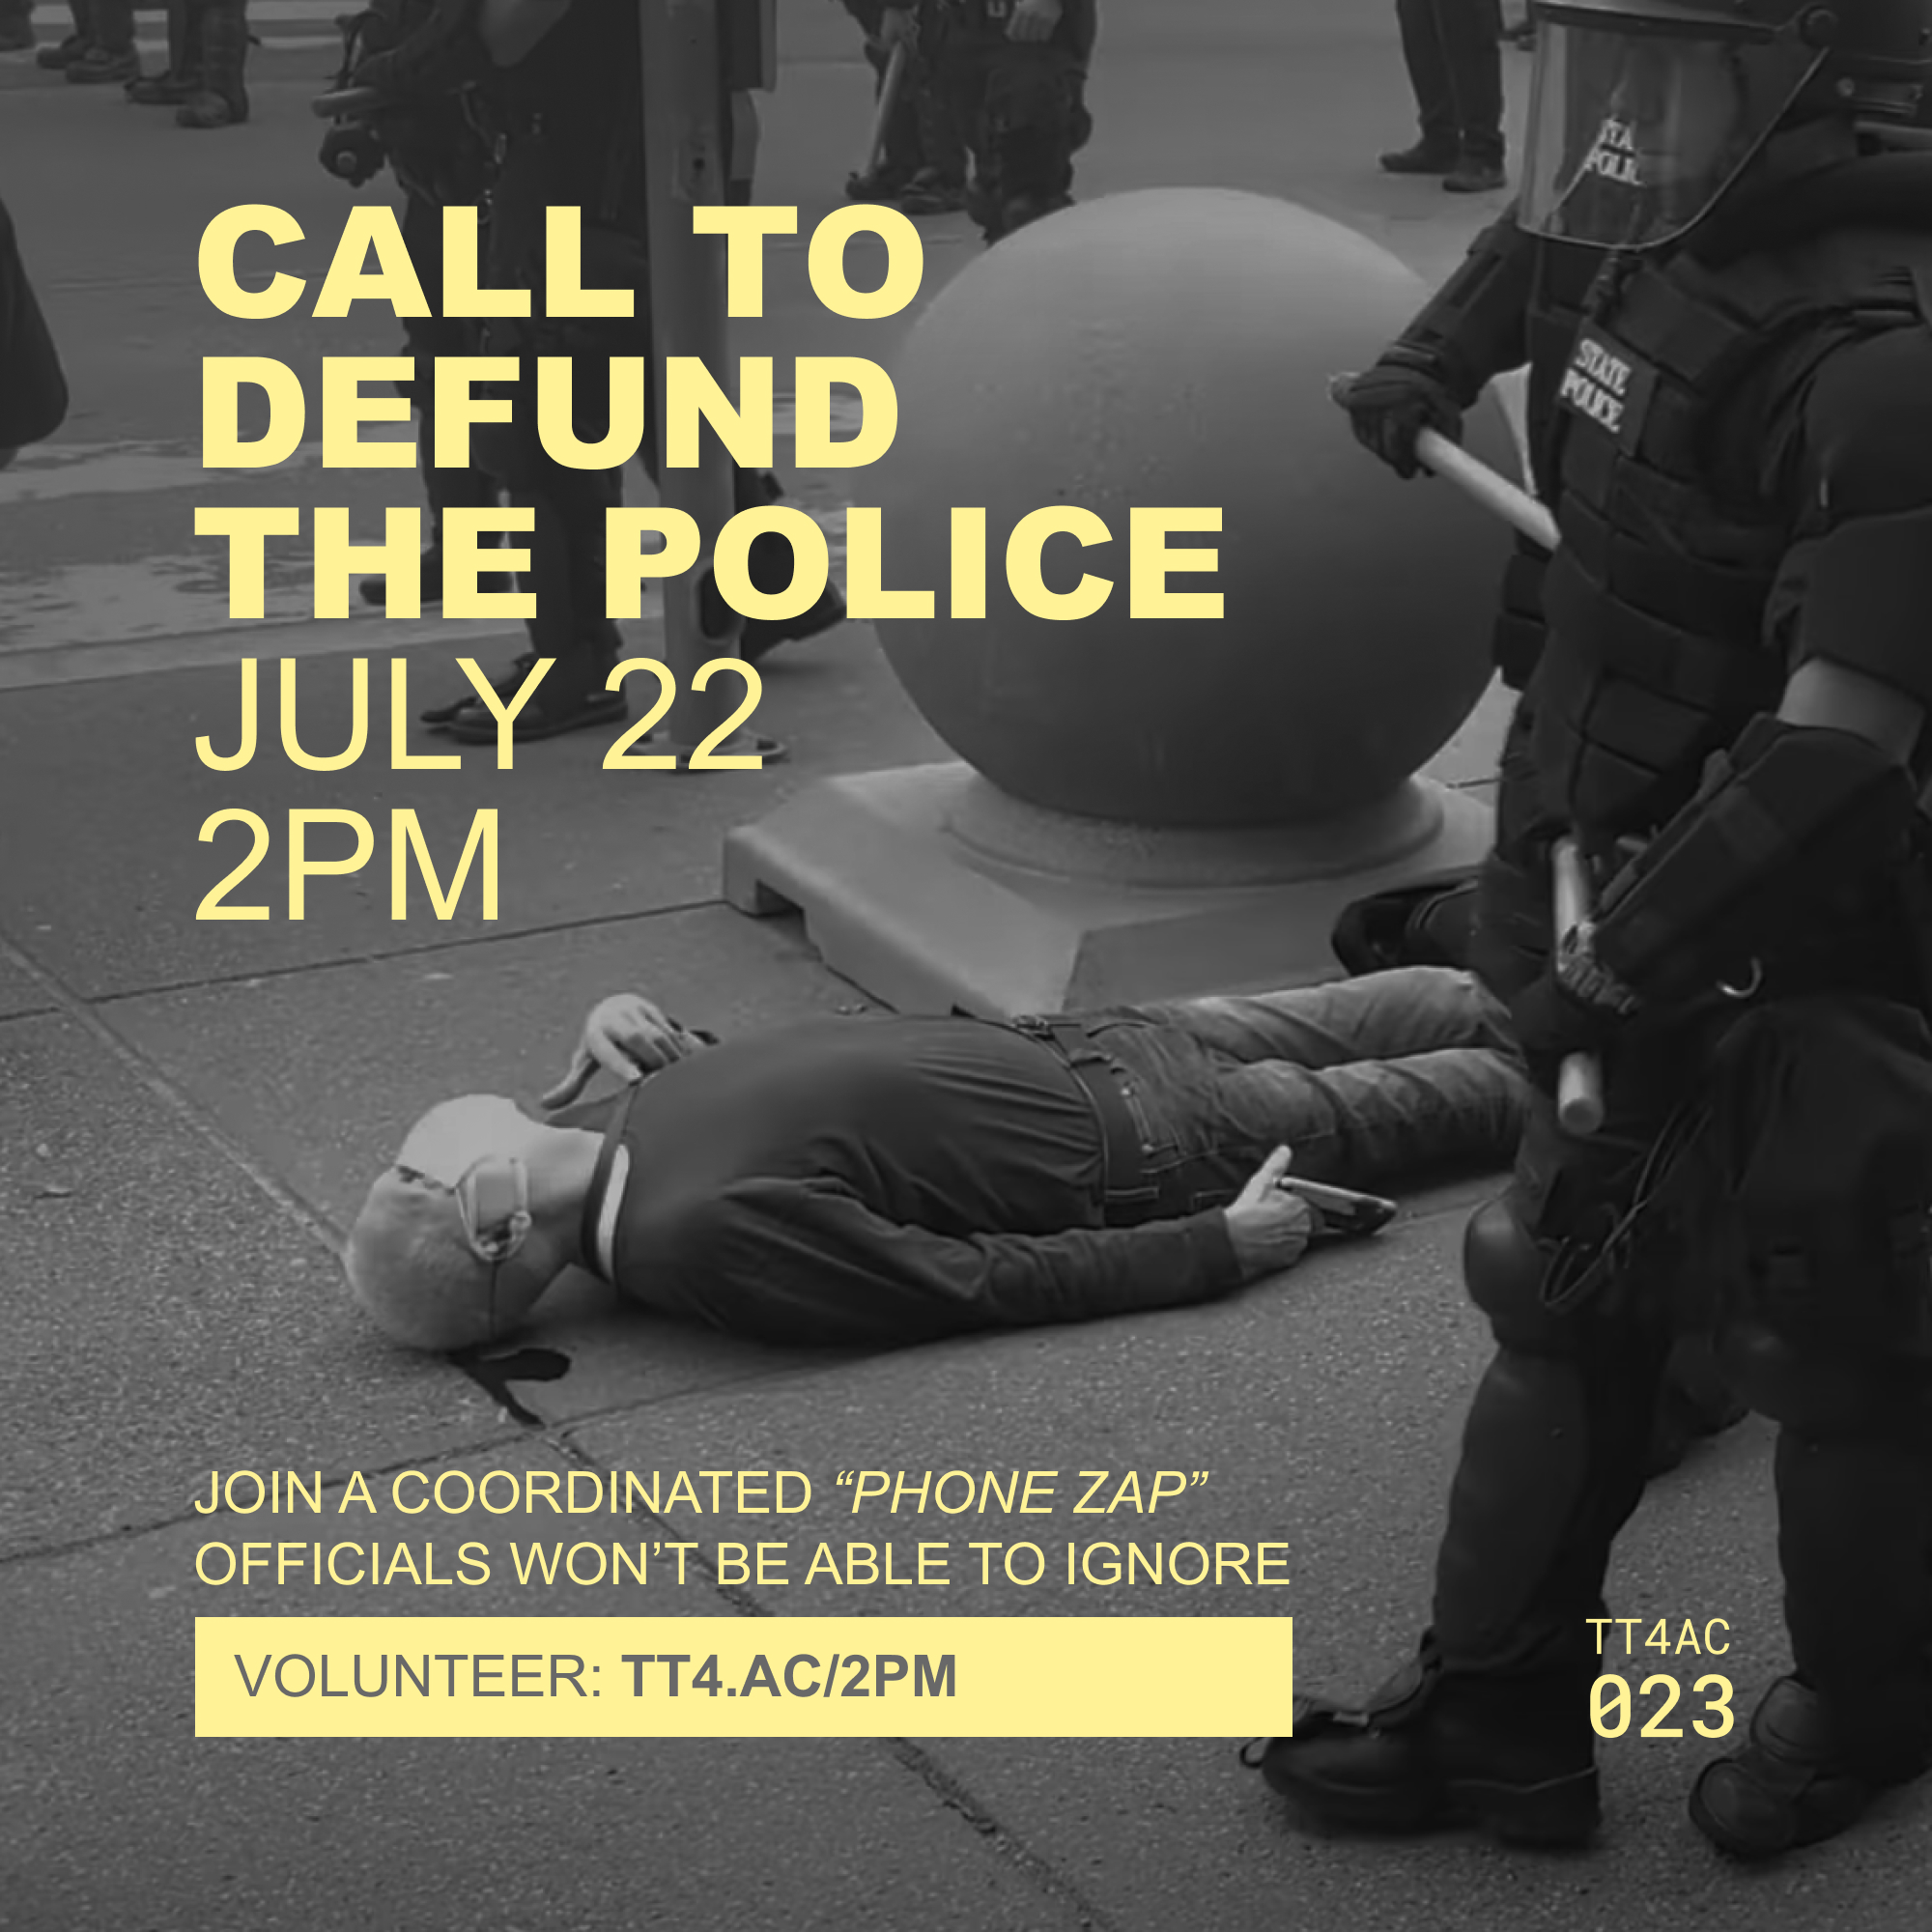 CALL TO
DEFUND
THE POLICE
JULY 22
2PM
STATE
POLICE
JOIN A COORDINATED “PHONE ZAP”
OFFICIALS WON’T BE ABLE TO IGNORE
VOLUNTEER: TT4.AC/2PM
TT4AC
023